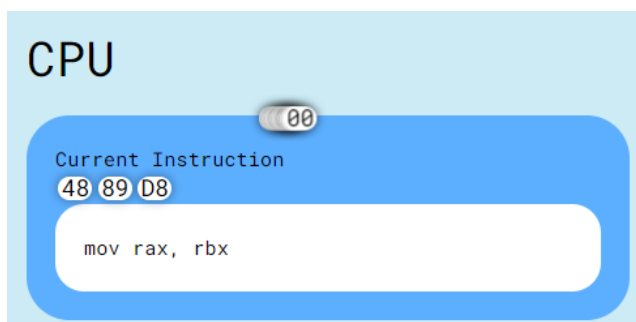 CPU
00
Current Instruction
48 89 D8
mov rax, rbx